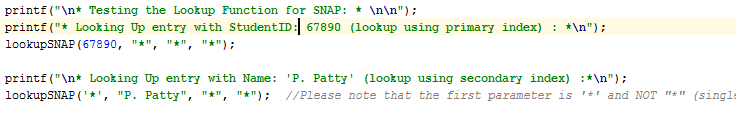 printf("\n* Testing the Lookup Function for SNAP: * \n\n");
printf("* Looking Up entry with StudentID: 67890 (lookup using primary index) : *\n");
lookupSNAP(67890, "*", "*", "*");
printf("\n* Looking Up entry with Name: 'P. Patty' (lookup using secondary index) :*\n");
lookupSNAP('*', "P. Patty", "*", "*");  //Please note that the first parameter is '*' and NOT "*" (singl